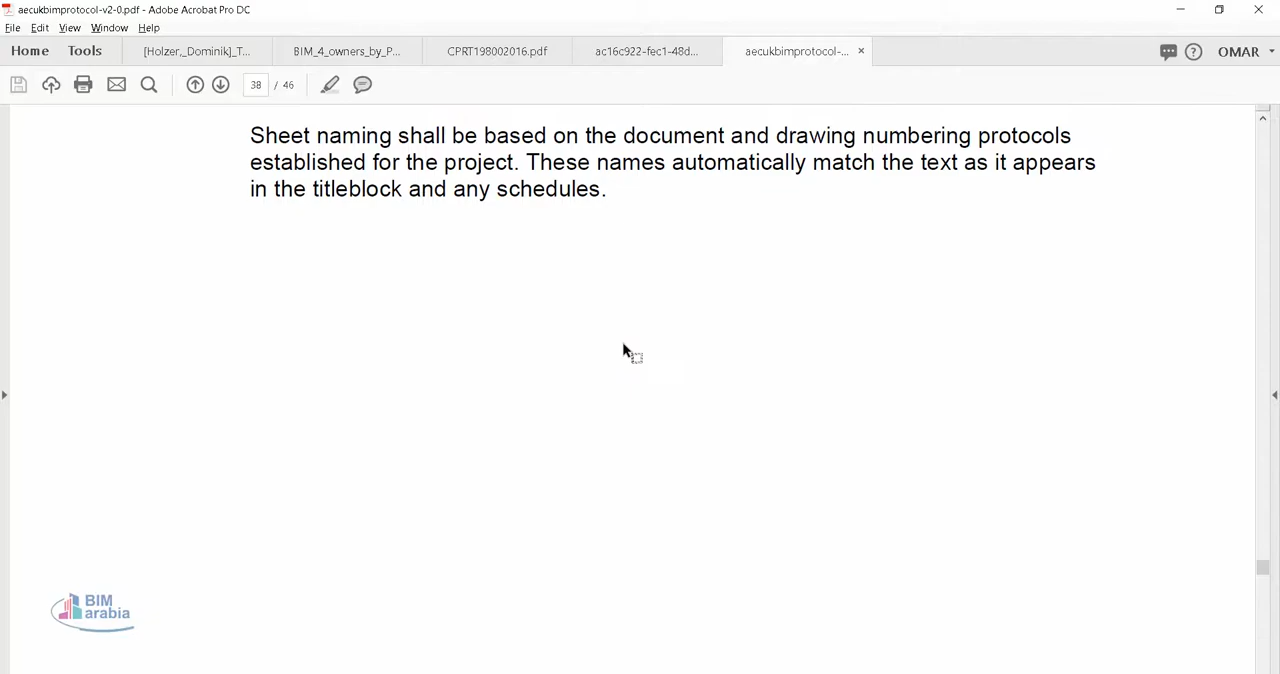 aecukbimprotocol-v2-0.pdf - Adobe Acrobat Pro DC
File Edit View Window Help
Home Tools [Holzer,_Dominik]_T... BIM_4_owners_by_P... CPRT198002016.pdf ac16c922-fec1-48d... aecukbimprotocol-... × OMAR
38 / 46
Sheet naming shall be based on the document and drawing numbering protocols
established for the project. These names automatically match the text as it appears
in the titleblock and any schedules.
BIM
arabia